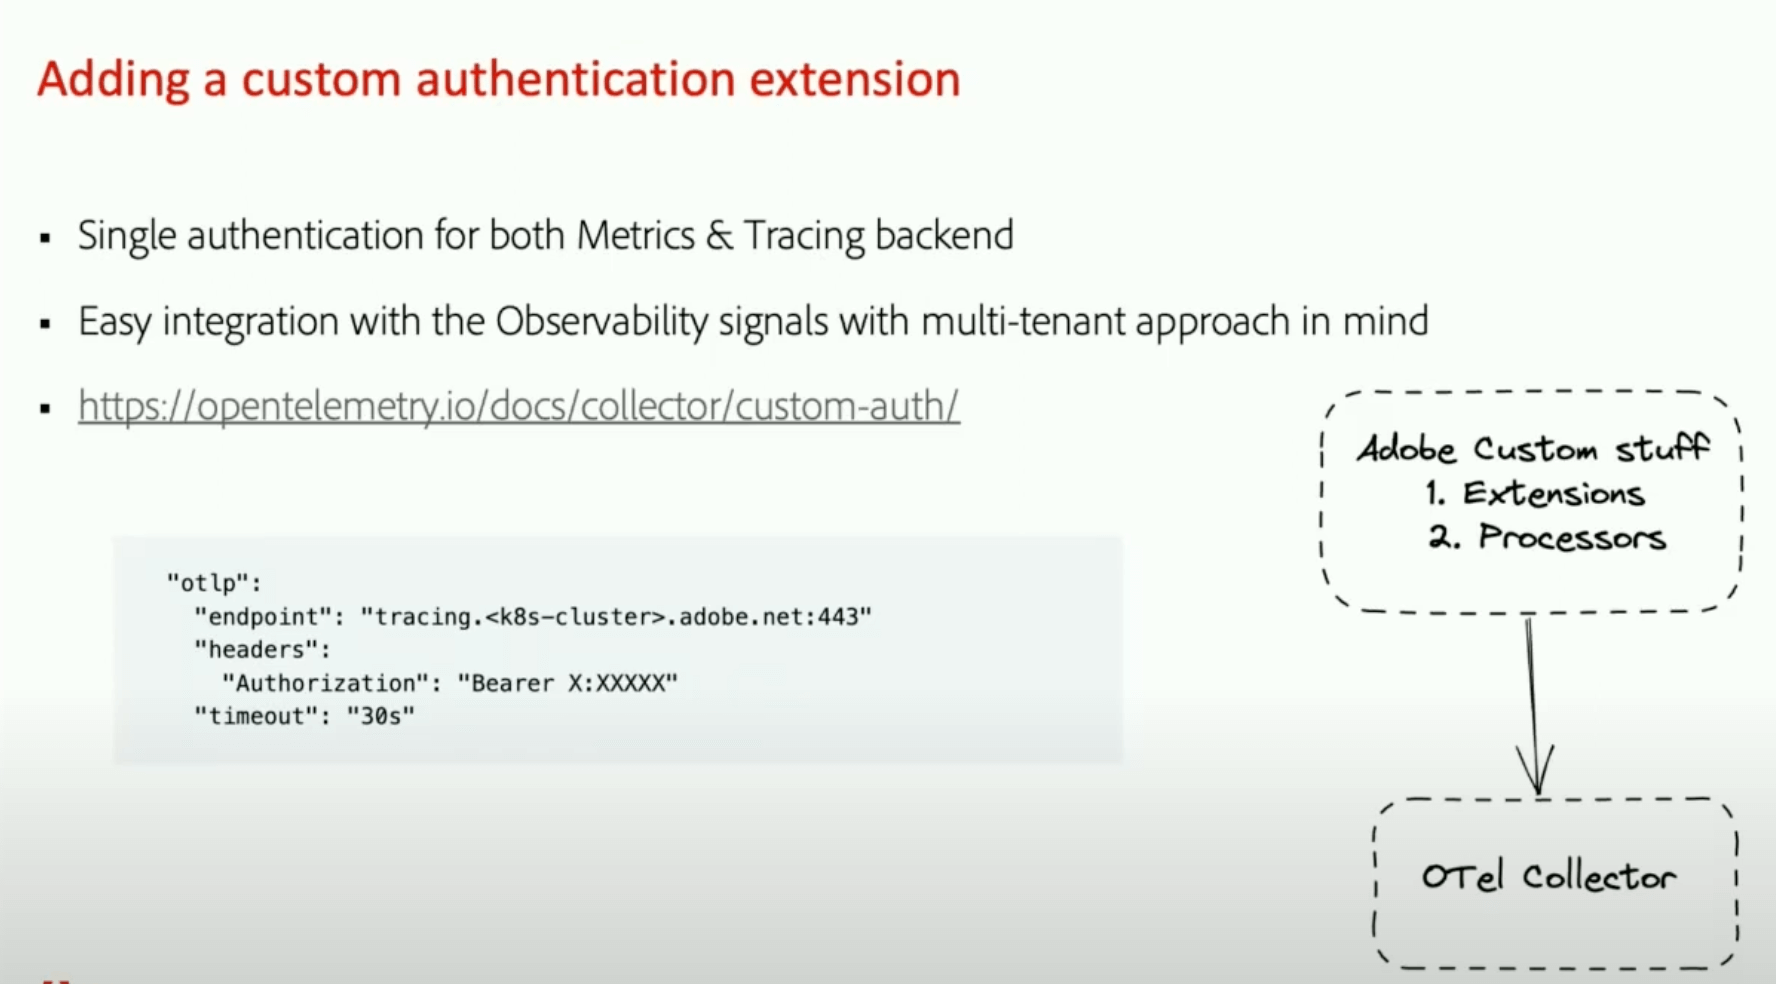 Adding a custom authentication extension
Single authentication for both Metrics & Tracing backend
Easy integration with the Observability signals with multi-tenant approach in mind
https://opentelemetry.io/docs/collector/custom-auth/
"otlp":
"endpoint": "tracing.<k8s-cluster>.adobe.net:443"
"headers":
"Authorization": "Bearer X:XXXXX"
"timeout": "30s"
Adobe Custom stuff
1. Extensions
2. Processors
OTel Collector